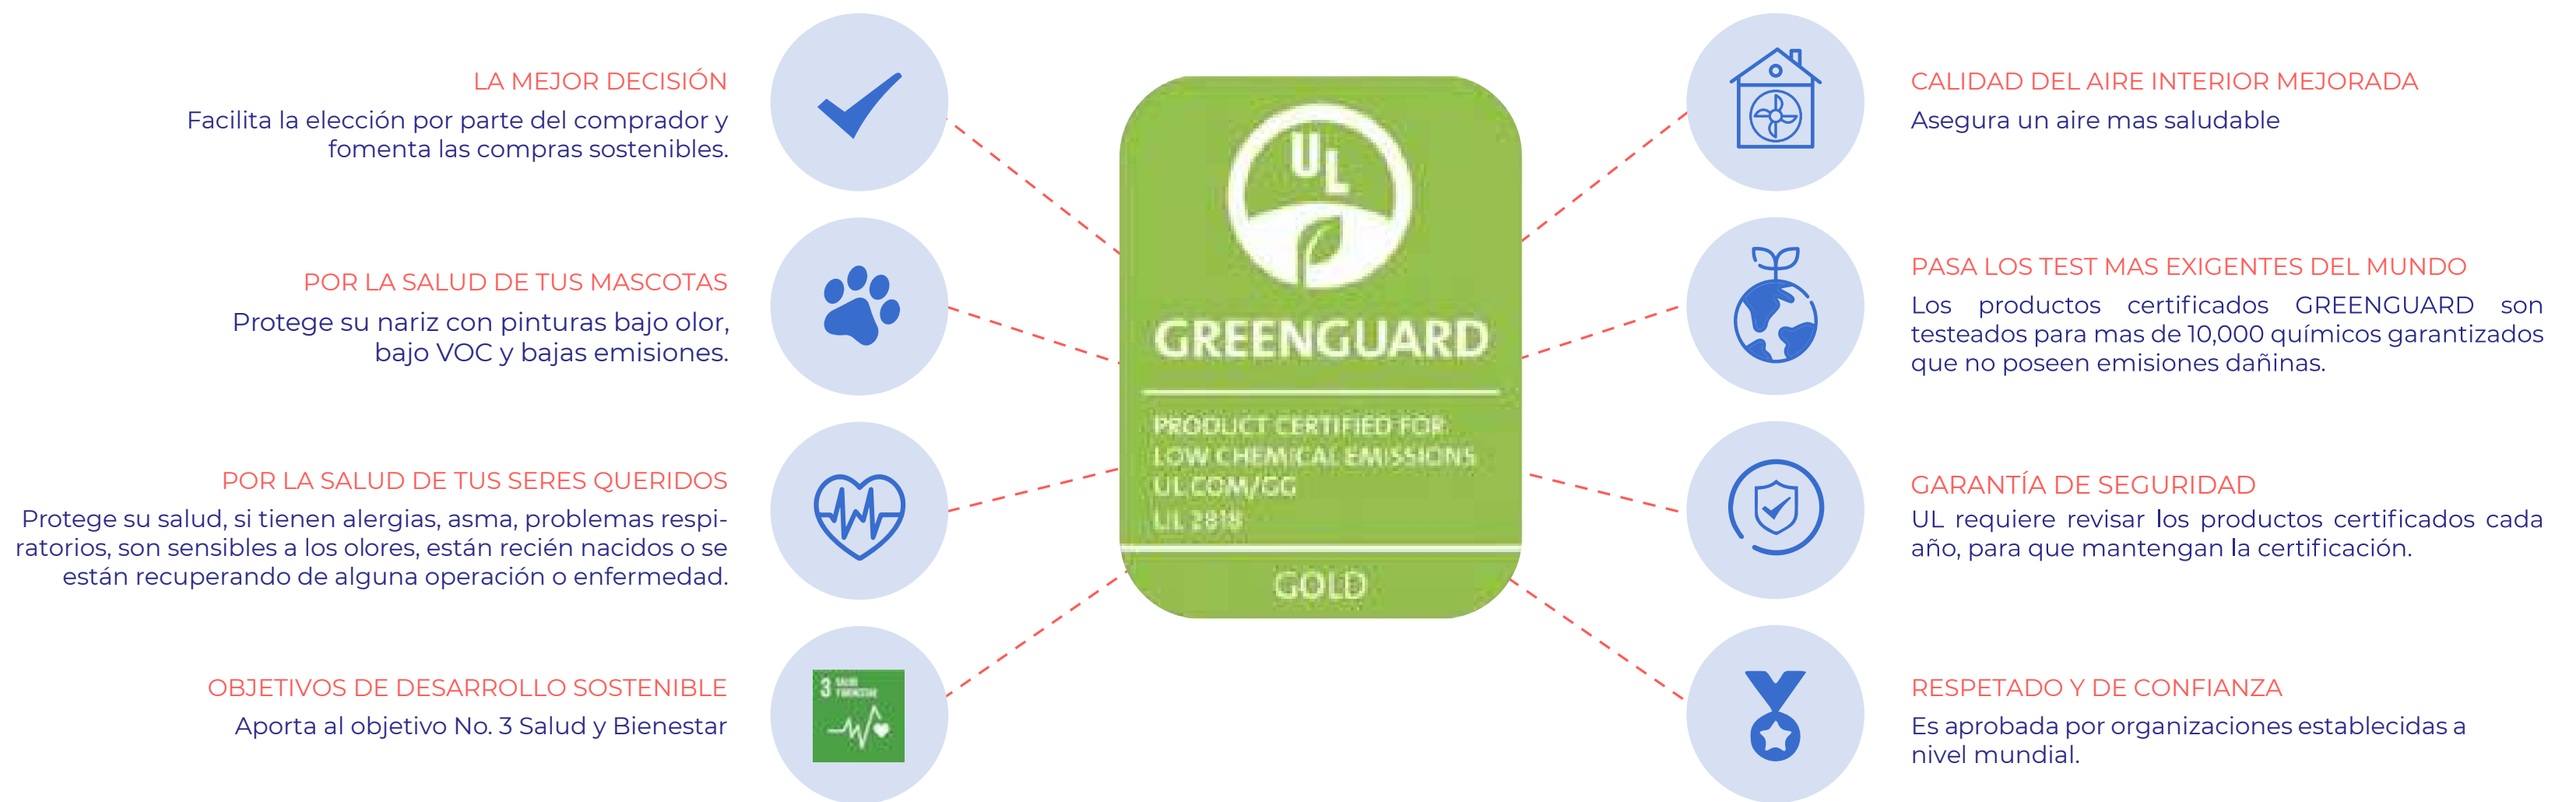 LA MEJOR DECISIÓN
Facilita la elección por parte del comprador y
fomenta las compras sostenibles.
POR LA SALUD DE TUS MASCOTAS
Protege su nariz con pinturas bajo olor,
bajo VOC y bajas emisiones.
POR LA SALUD DE TUS SERES QUERIDOS
Protege su salud, si tienen alergias, asma, problemas respi-
ratorios, son sensibles a los olores, están recién nacidos o se
están recuperando de alguna operación o enfermedad.
OBJETIVOS DE DESARROLLO SOSTENIBLE
Aporta al objetivo No. 3 Salud y Bienestar
3 SALUD
Y BIENESTAR
UL
GREENGUARD
PRODUCT CERTIFIED FOR
LOW CHEMICAL EMISSIONS
UL.COM/GG
UL 2818
GOLD
CALIDAD DEL AIRE INTERIOR MEJORADA
Asegura un aire mas saludable
PASA LOS TEST MAS EXIGENTES DEL MUNDO
Los productos certificados GREENGUARD son
testeados para mas de 10,000 químicos garantizados
que no poseen emisiones dañinas.
GARANTÍA DE SEGURIDAD
UL requiere revisar los productos certificados cada
año, para que mantengan la certificación.
RESPETADO Y DE CONFIANZA
Es aprobada por organizaciones establecidas a
nivel mundial.